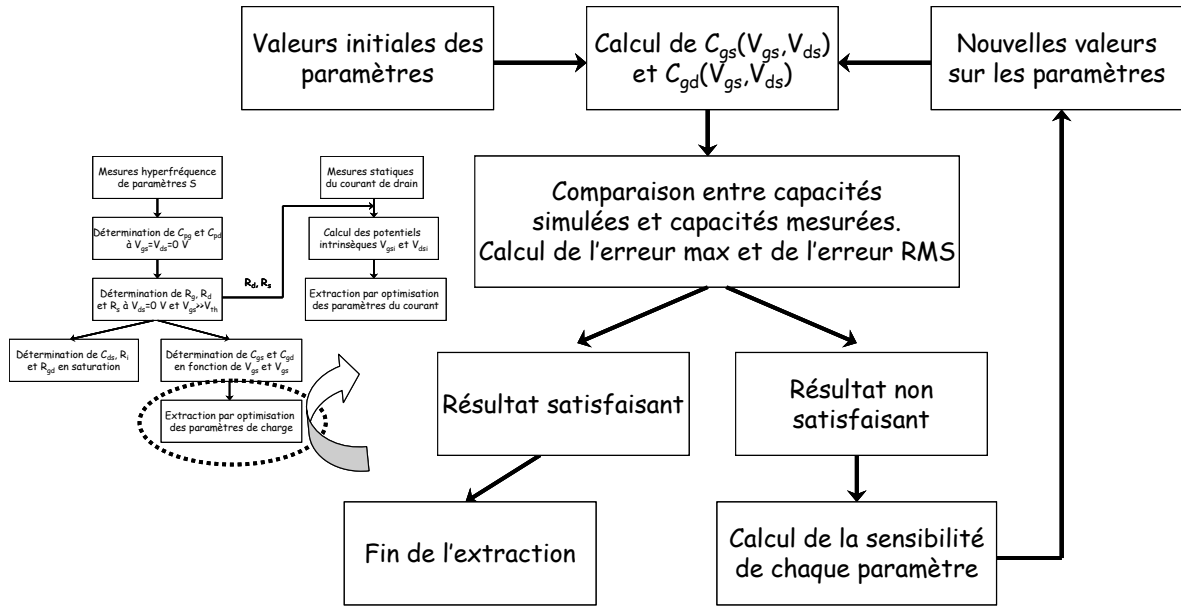 Valeurs initiales des
paramètres
Calcul de Cgs(Vgs,Vds)
et Cgd(Vgs,Vds)
Nouvelles valeurs
sur les paramètres
Comparaison entre capacités
simulées et capacités mesurées.
Calcul de l'erreur max et de l'erreur RMS
Résultat satisfaisant
Résultat non
satisfaisant
Fin de l'extraction
Calcul de la sensibilité
de chaque paramètre
Mesures hyperfréquence
de paramètres S
Détermination de Cpg et Cpd
à Vgs=Vds=0 V
Détermination de Rg, Rd
et Rs à Vds=0 V et Vgs>>Vth
Rd, Rs
Mesures statiques
du courant de drain
Calcul des potentiels
intrinsèques Vgsi et Vdsi
Extraction par optimisation
des paramètres du courant
Détermination de Cds, Ri
et Rgd en saturation
Détermination de Cgs et Cgd
en fonction de Vgs et Vgs
Extraction par optimisation
des paramètres de charge